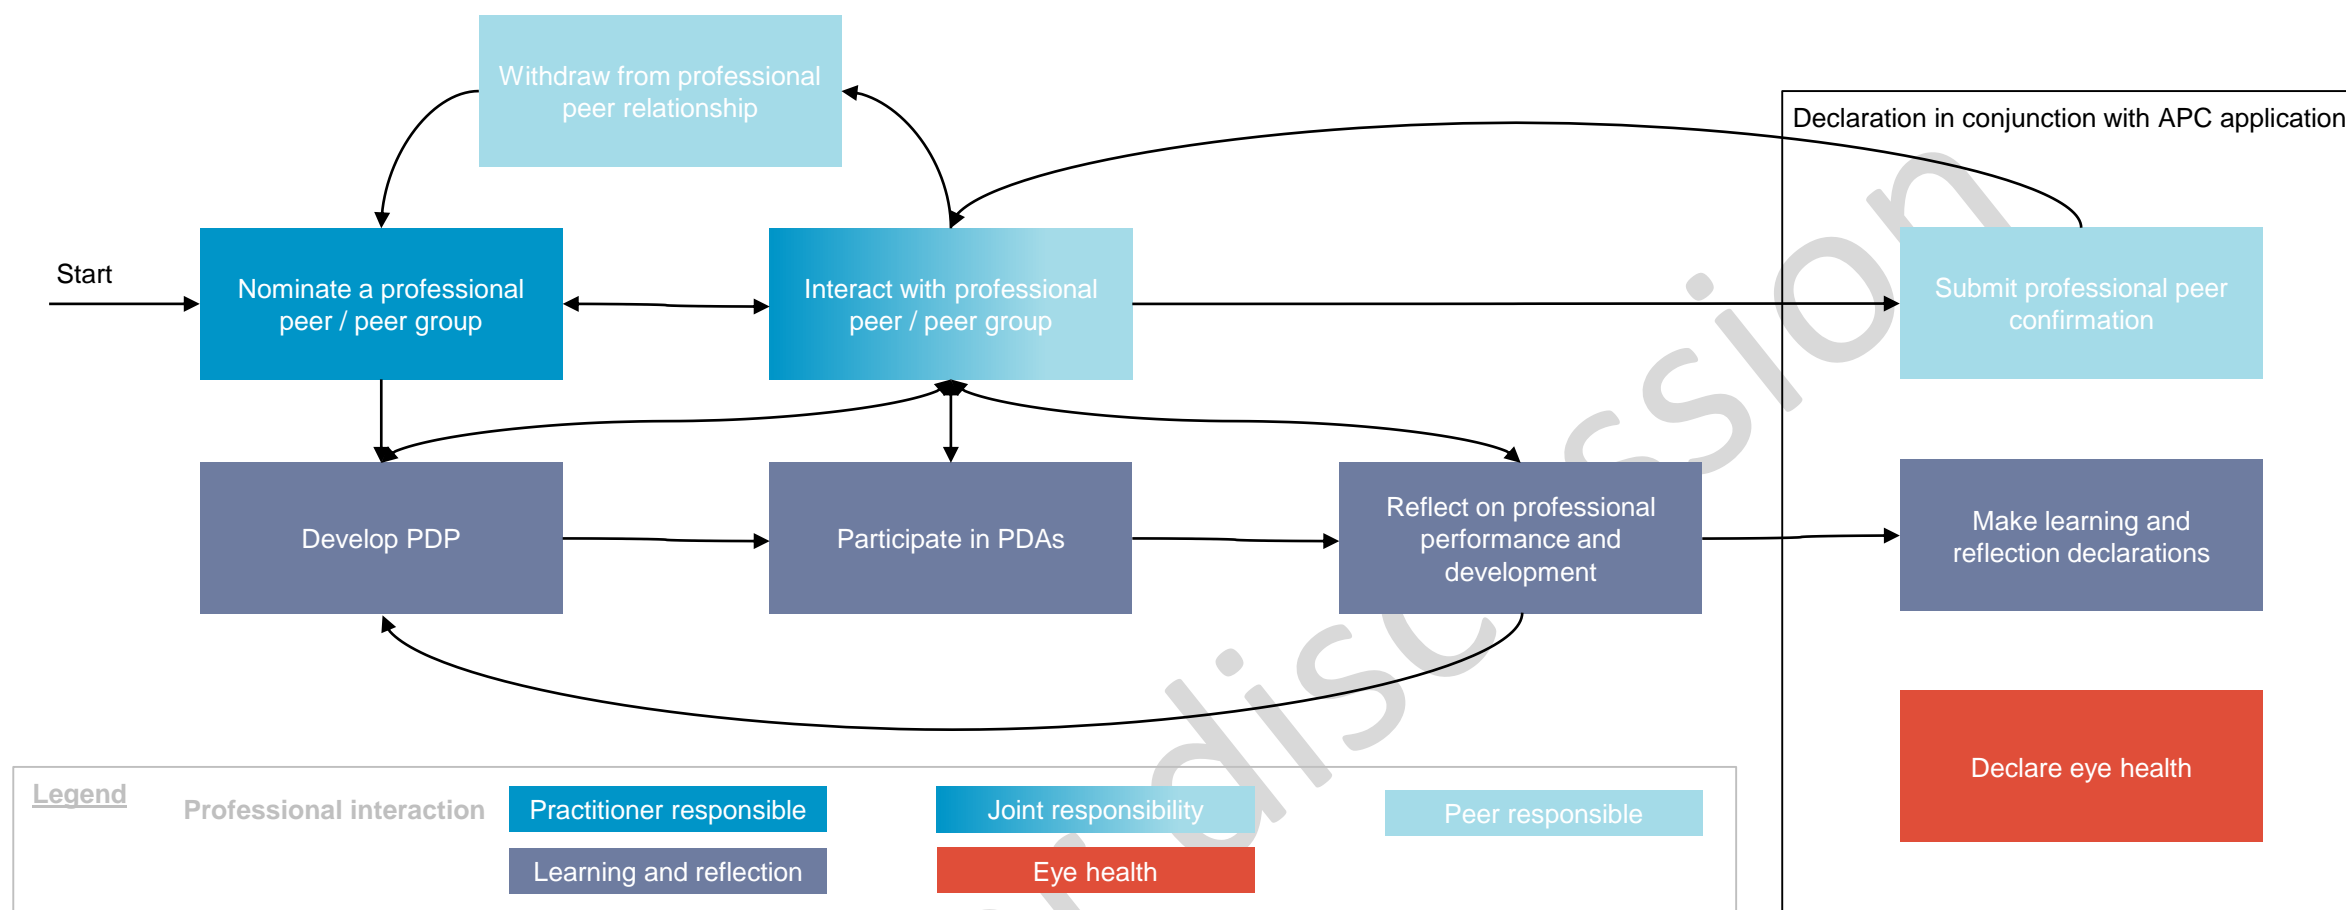 Withdraw from professional
peer relationship
Declaration in conjunction with APC application
Start
Nominate a professional
peer / peer group
Interact with professional
peer / peer group
Submit professional peer
confirmation
Develop PDP
Participate in PDAs
Reflect on professional
performance and
development
Make learning and
reflection declarations
Declare eye health
Legend
Professional interaction
Practitioner responsible
Joint responsibility
Peer responsible
Learning and reflection
Eye health